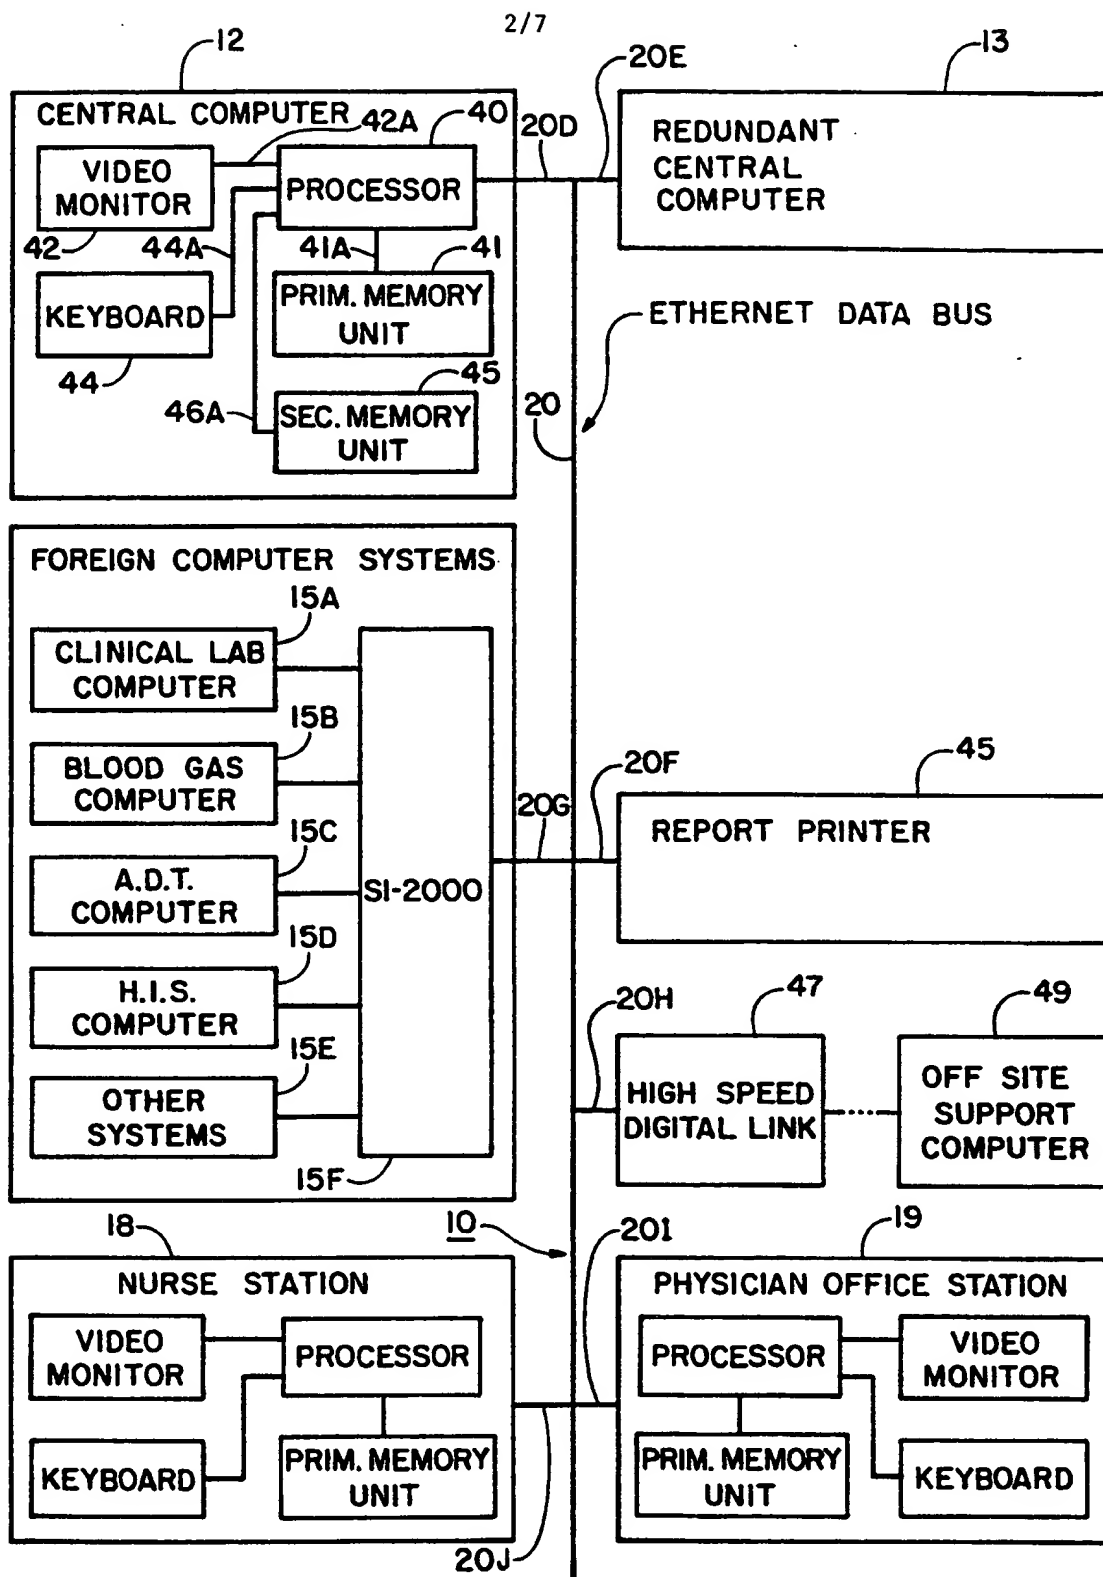 2/7
12
CENTRAL COMPUTER
42A
40
VIDEO
MONITOR
42
PROCESSOR
44A
41A
41
KEYBOARD
44
PRIM. MEMORY
UNIT
45
46A
SEC. MEMORY
UNIT
20D
20E
13
REDUNDANT
CENTRAL
COMPUTER
ETHERNET DATA BUS
20
FOREIGN COMPUTER SYSTEMS
15A
CLINICAL LAB
COMPUTER
15B
BLOOD GAS
COMPUTER
15C
A.D.T.
COMPUTER
15D
H.I.S.
COMPUTER
15E
OTHER
SYSTEMS
SI-2000
15F
20G
20F
45
REPORT PRINTER
20H
47
HIGH SPEED
DIGITAL LINK
49
OFF SITE
SUPPORT
COMPUTER
10
18
NURSE STATION
VIDEO
MONITOR
PROCESSOR
KEYBOARD
PRIM. MEMORY
UNIT
20J
20I
19
PHYSICIAN OFFICE STATION
PROCESSOR
VIDEO
MONITOR
PRIM. MEMORY
UNIT
KEYBOARD